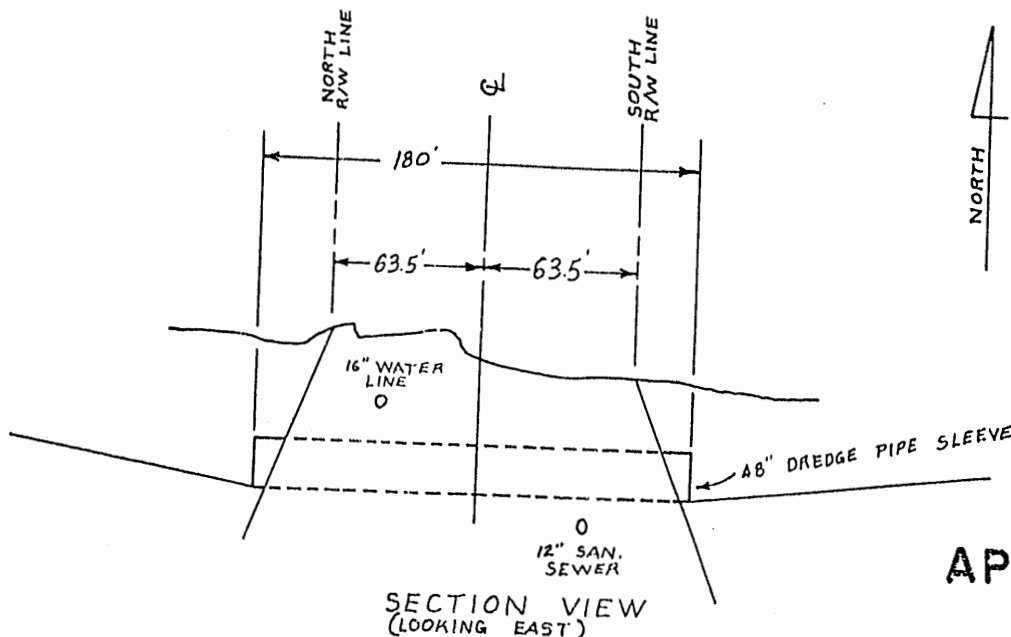 NORTH
R/W LINE
℄
SOUTH
R/W LINE
NORTH
180'
63.5'
63.5'
16" WATER
LINE
48" DREDGE PIPE SLEEVE
12" SAN.
SEWER
AP
SECTION VIEW
(LOOKING EAST)